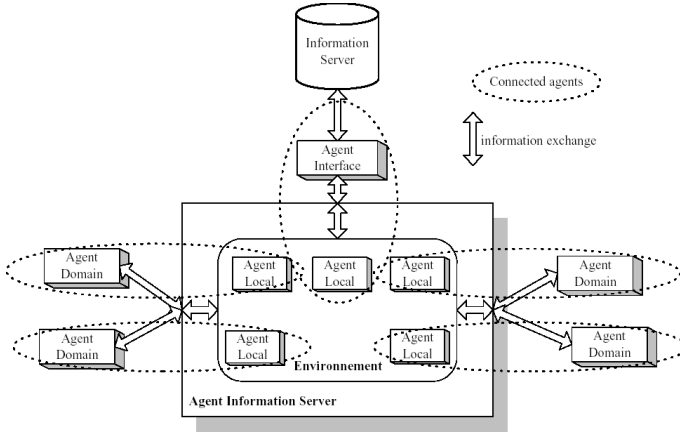 Information
Server
Connected agents
information exchange
Agent
Interface
Agent
Domain
Agent
Local
Agent
Local
Agent
Local
Agent
Domain
Agent
Domain
Agent
Local
Agent
Local
Agent
Domain
Environnement
Agent Information Server